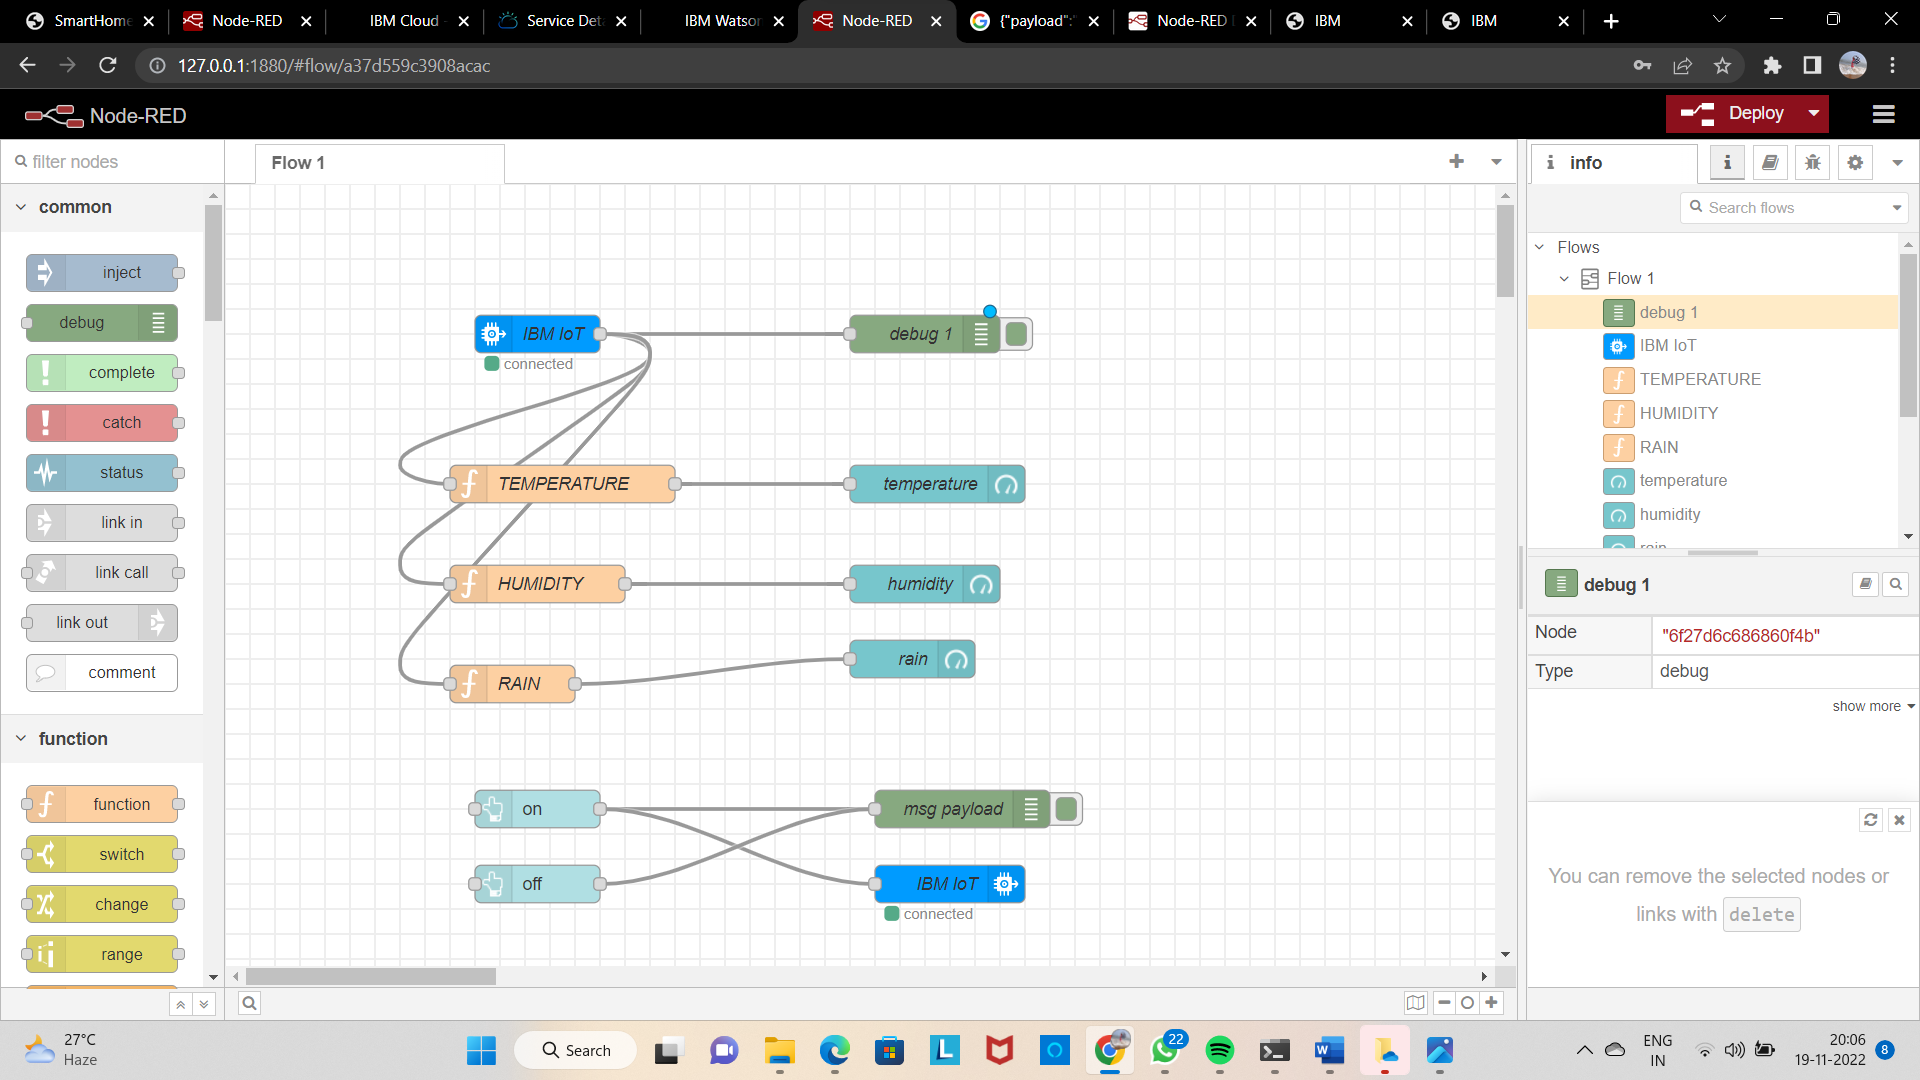 SmartHome
Node-RED
IBM Cloud
Service Deta
IBM Watson
Node-RED
{"payload":
Node-RED
IBM
IBM
127.0.0.1:1880/#flow/a37d559c3908acac
Node-RED
Deploy
filter nodes
Flow 1
info
common
Search flows
inject
debug
complete
catch
status
link in
link call
link out
comment
function
function
switch
change
range
IBM IoT
connected
debug 1
TEMPERATURE
temperature
HUMIDITY
humidity
RAIN
rain
on
msg payload
off
IBM IoT
connected
Flows
Flow 1
debug 1
IBM IoT
TEMPERATURE
HUMIDITY
RAIN
temperature
humidity
rain
debug 1
Node "6f27d6c686860f4b"
Type debug
show more
You can remove the selected nodes or
links with delete
27°C
Haze
Search
22
ENG
IN
20:06
19-11-2022
8